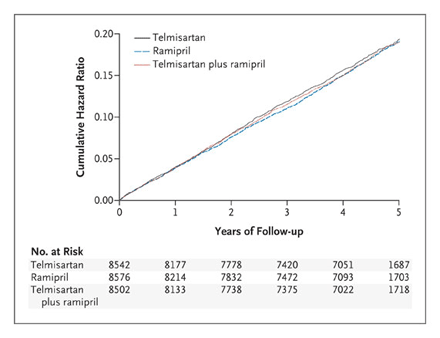 0.20
Telmisartan
Ramipril
Telmisartan plus ramipril
0.15
0.10
0.05
0.00
Cumulative Hazard Ratio
0 1 2 3 4 5
Years of Follow-up
No. at Risk
Telmisartan 8542 8177 7778 7420 7051 1687
Ramipril 8576 8214 7832 7472 7093 1703
Telmisartan 8502 8133 7738 7375 7022 1718
plus ramipril